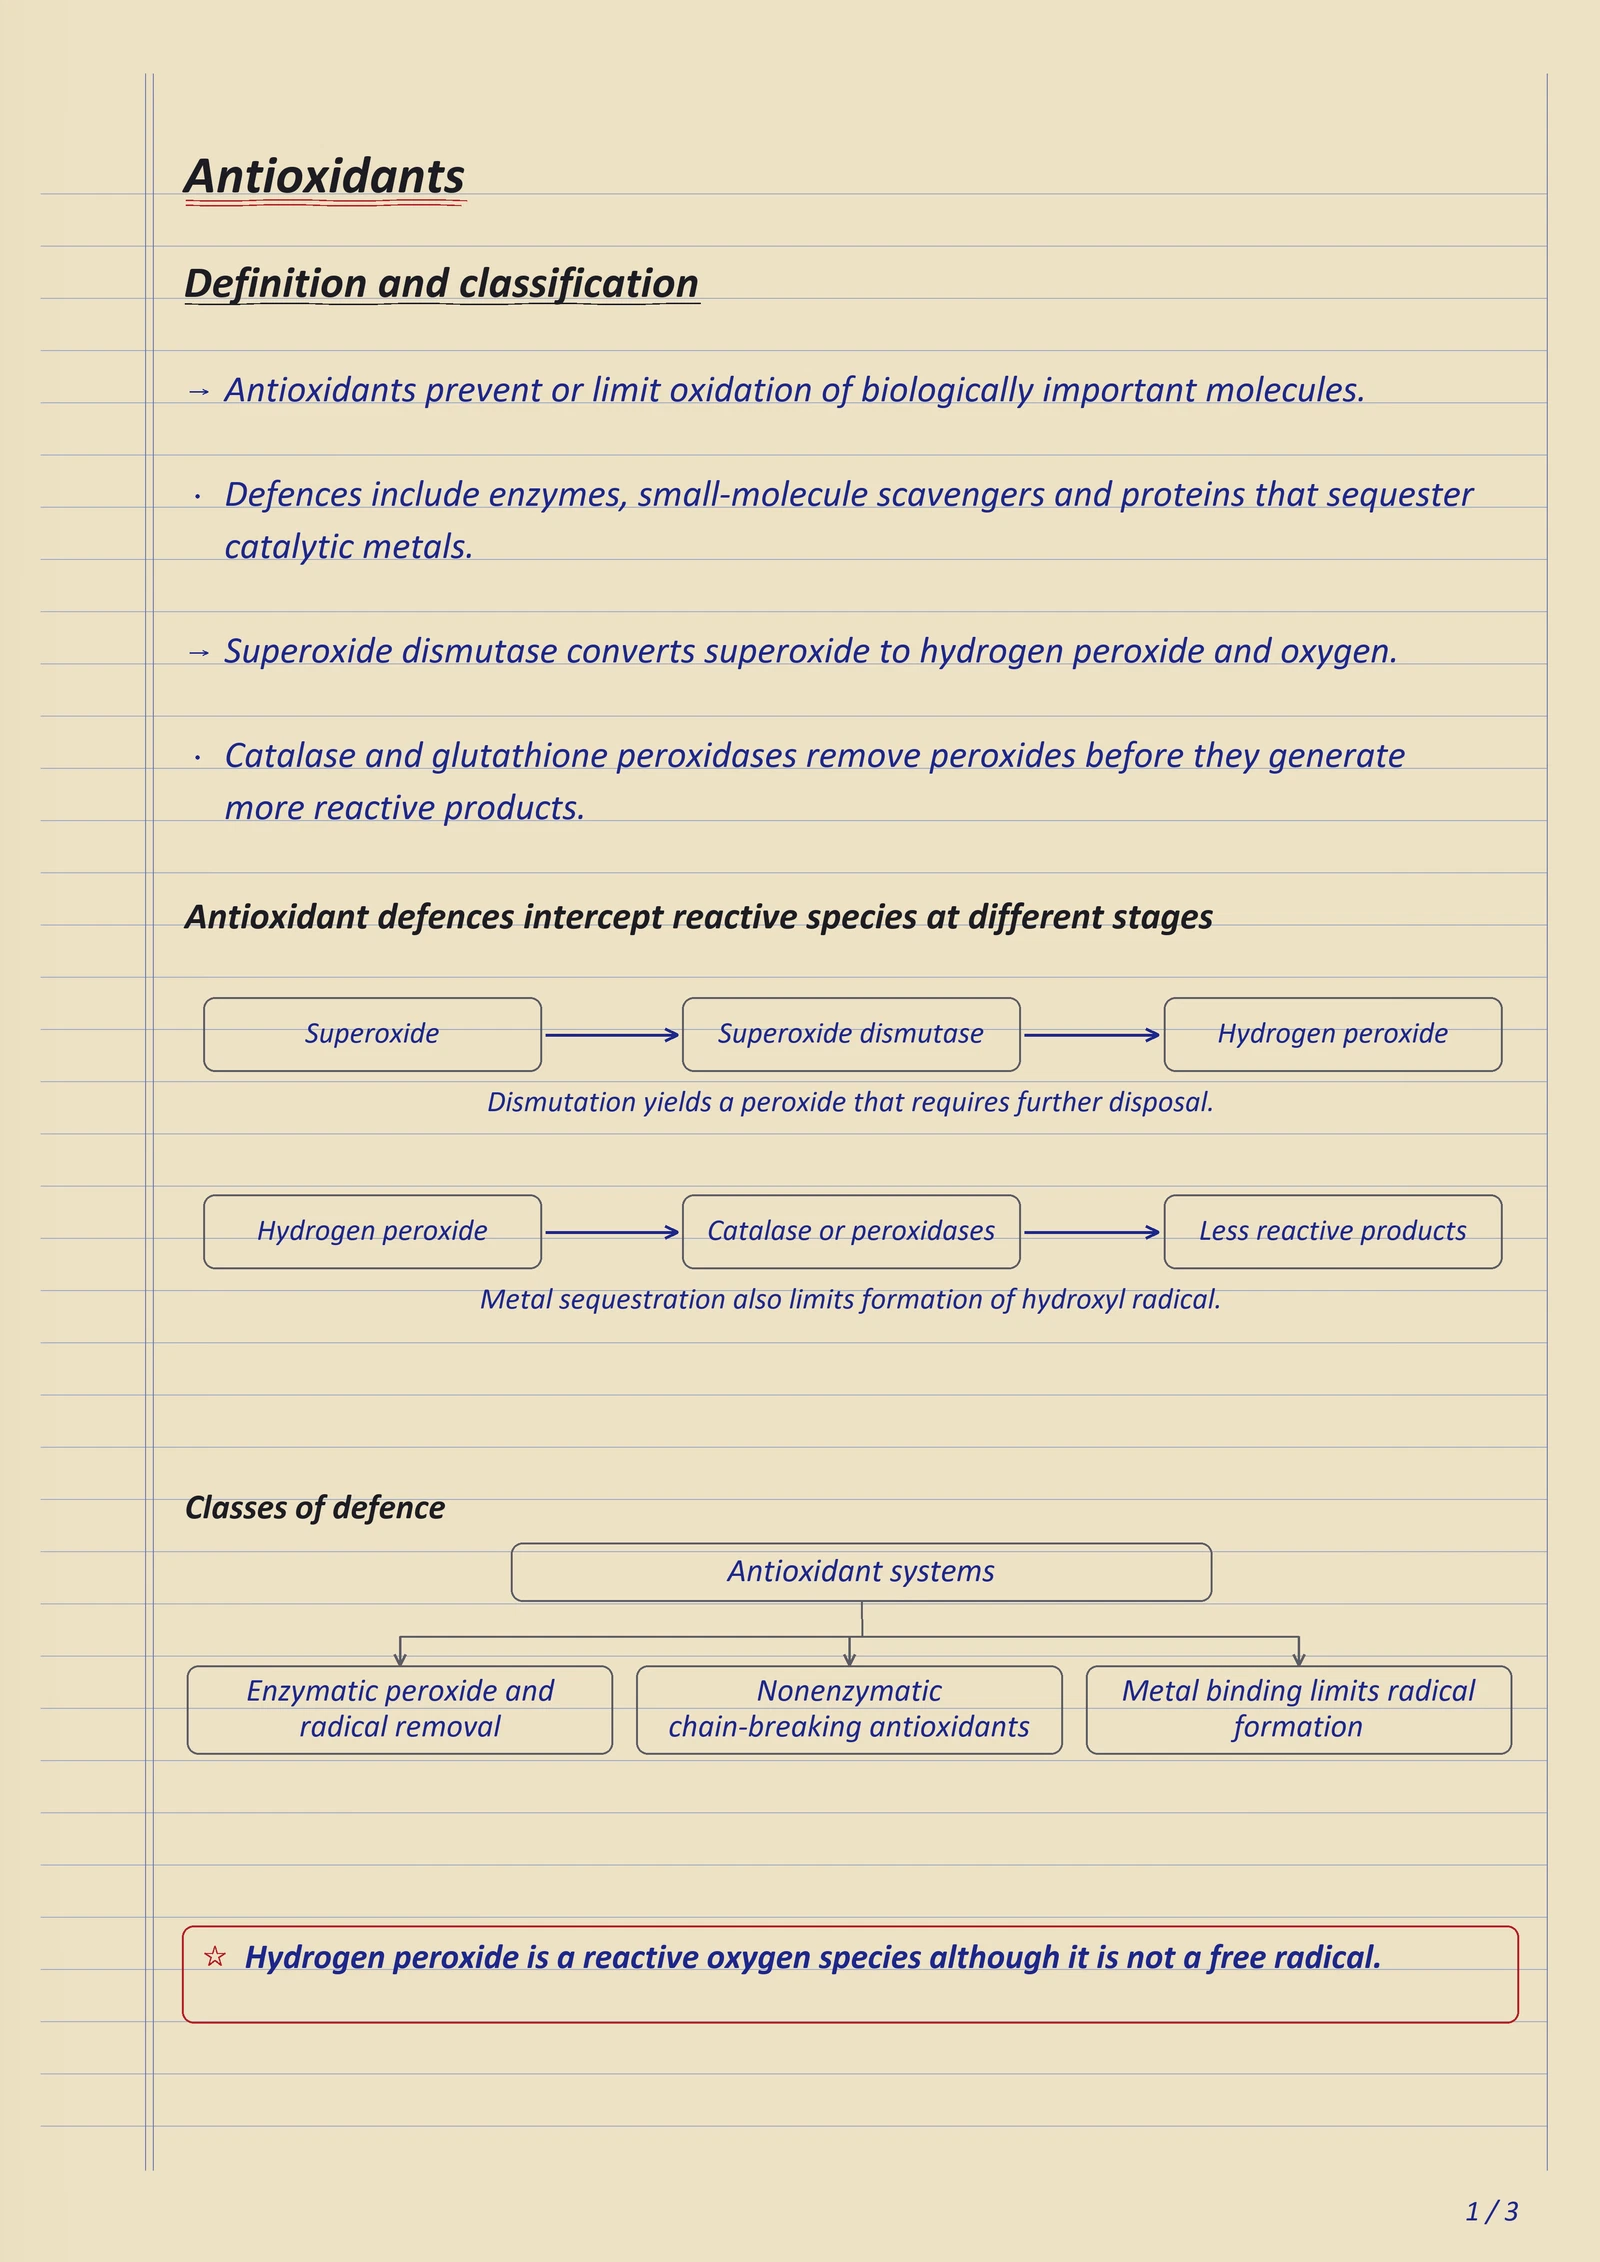 Antioxidants
Definition and classification
→ Antioxidants prevent or limit oxidation of biologically important molecules.
· Defences include enzymes, small-molecule scavengers and proteins that sequester
catalytic metals.
→ Superoxide dismutase converts superoxide to hydrogen peroxide and oxygen.
· Catalase and glutathione peroxidases remove peroxides before they generate
more reactive products.
Antioxidant defences intercept reactive species at different stages
Superoxide → Superoxide dismutase → Hydrogen peroxide
Dismutation yields a peroxide that requires further disposal.
Hydrogen peroxide → Catalase or peroxidases → Less reactive products
Metal sequestration also limits formation of hydroxyl radical.
Classes of defence
Antioxidant systems
Enzymatic peroxide and
radical removal
Nonenzymatic
chain-breaking antioxidants
Metal binding limits radical
formation
☆ Hydrogen peroxide is a reactive oxygen species although it is not a free radical.
1 / 3